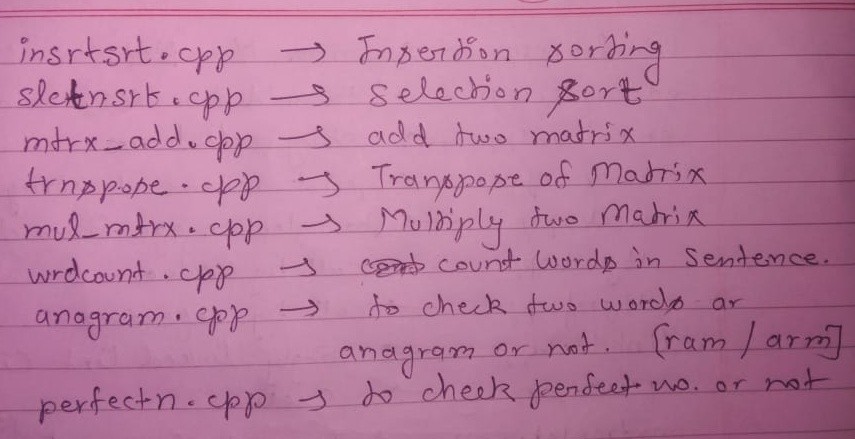 insrtsrt.cpp → Insertion sorting
slctnsrt.cpp → Selection sort
mtrx_add.cpp → add two matrix
trnspose.cpp → Transpose of Matrix
mul_mtrx.cpp → Multiply two Matrix
wrdcount.cpp → count words in Sentence.
anagram.cpp → to check two words ar
anagram or not. [ram / arm]
perfectn.cpp → to check perfect no. or not